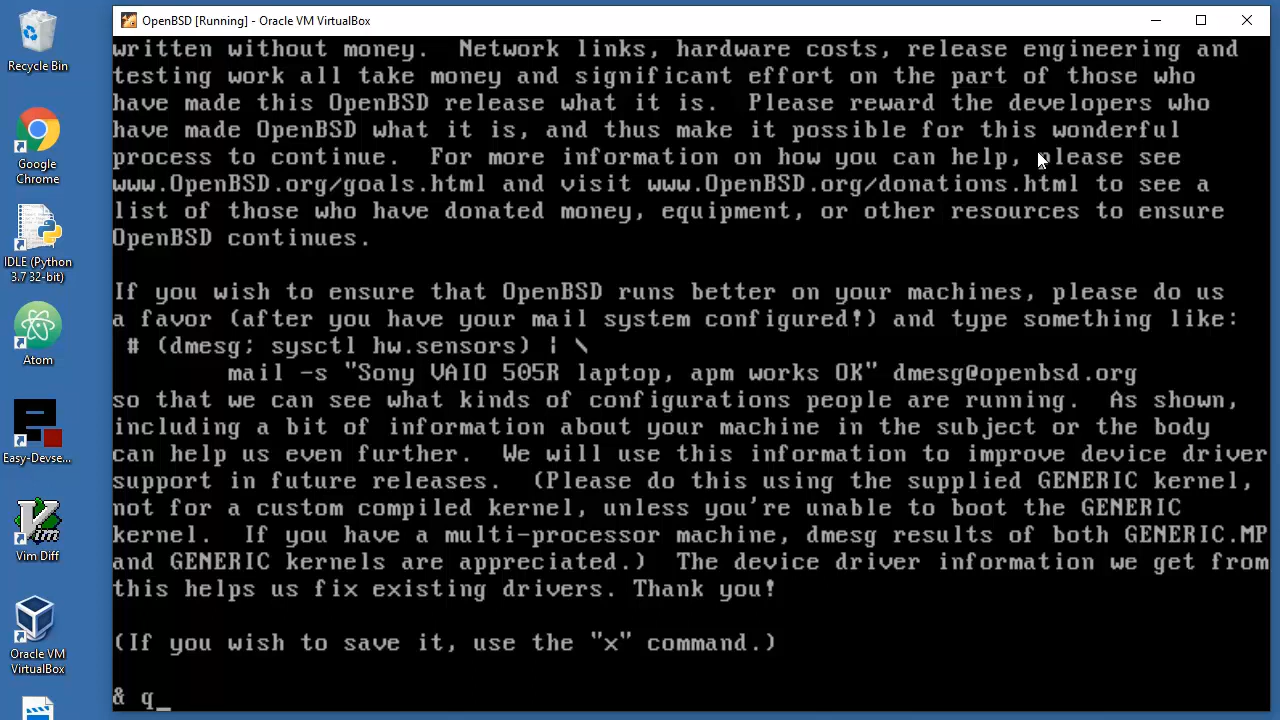 OpenBSD [Running] - Oracle VM VirtualBox
Recycle Bin
Google
Chrome
IDLE (Python
3.7 32-bit)
Atom
Easy-Devse...
Vim Diff
Oracle VM
VirtualBox
written without money.  Network links, hardware costs, release engineering and
testing work all take money and significant effort on the part of those who
have made this OpenBSD release what it is.  Please reward the developers who
have made OpenBSD what it is, and thus make it possible for this wonderful
process to continue.  For more information on how you can help, please see
www.OpenBSD.org/goals.html and visit www.OpenBSD.org/donations.html to see a
list of those who have donated money, equipment, or other resources to ensure
OpenBSD continues.
If you wish to ensure that OpenBSD runs better on your machines, please do us
a favor (after you have your mail system configured!) and type something like:
# (dmesg; sysctl hw.sensors) | \
mail -s "Sony VAIO 505R laptop, apm works OK" dmesg@openbsd.org
so that we can see what kinds of configurations people are running.  As shown,
including a bit of information about your machine in the subject or the body
can help us even further.  We will use this information to improve device driver
support in future releases.  (Please do this using the supplied GENERIC kernel,
not for a custom compiled kernel, unless you're unable to boot the GENERIC
kernel.  If you have a multi-processor machine, dmesg results of both GENERIC.MP
and GENERIC kernels are appreciated.)  The device driver information we get from
this helps us fix existing drivers. Thank you!
(If you wish to save it, use the "x" command.)
& q_